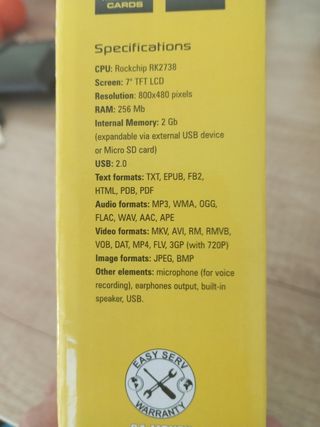 CARDS
Specifications
CPU: Rockchip RK2738
Screen: 7" TFT LCD
Resolution: 800x480 pixels
RAM: 256 Mb
Internal Memory: 2 Gb
(expandable via external USB device
or Micro SD card)
USB: 2.0
Text formats: TXT, EPUB, FB2,
HTML, PDB, PDF
Audio formats: MP3, WMA, OGG,
FLAC, WAV, AAC, APE
Video formats: MKV, AVI, RM, RMVB,
VOB, DAT, MP4, FLV, 3GP (with 720P)
Image formats: JPEG, BMP
Other elements: microphone (for voice
recording), earphones output, built-in
speaker, USB.
EASY SERV
WARRANTY